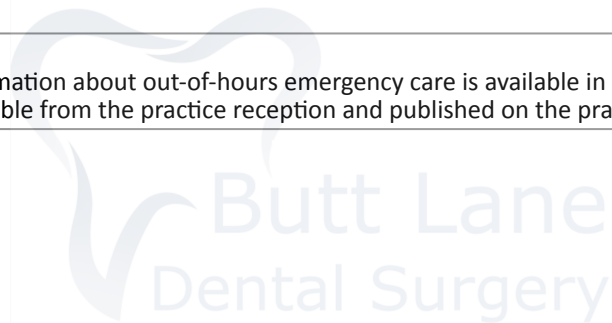 mation about out-of-hours emergency care is available in
ble from the practice reception and published on the pra
Butt Lane
Dental Surgery